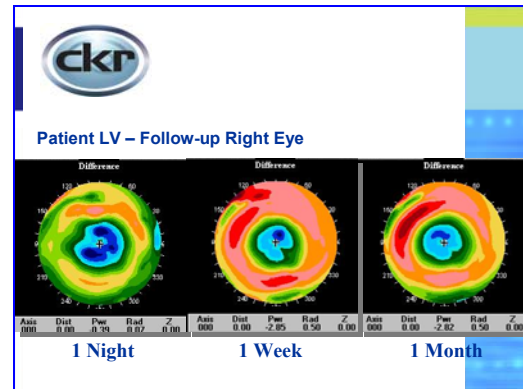 ckr
Patient LV – Follow-up Right Eye
Difference
Difference
Difference
Axis Dist Pwr Rad Z
000 0.00 -0.39 0.07 0.00
Axis Dist Pwr Rad Z
000 0.00 -2.85 0.50 0.00
Axis Dist Pwr Rad Z
000 0.00 -2.82 0.50 0.00
1 Night
1 Week
1 Month